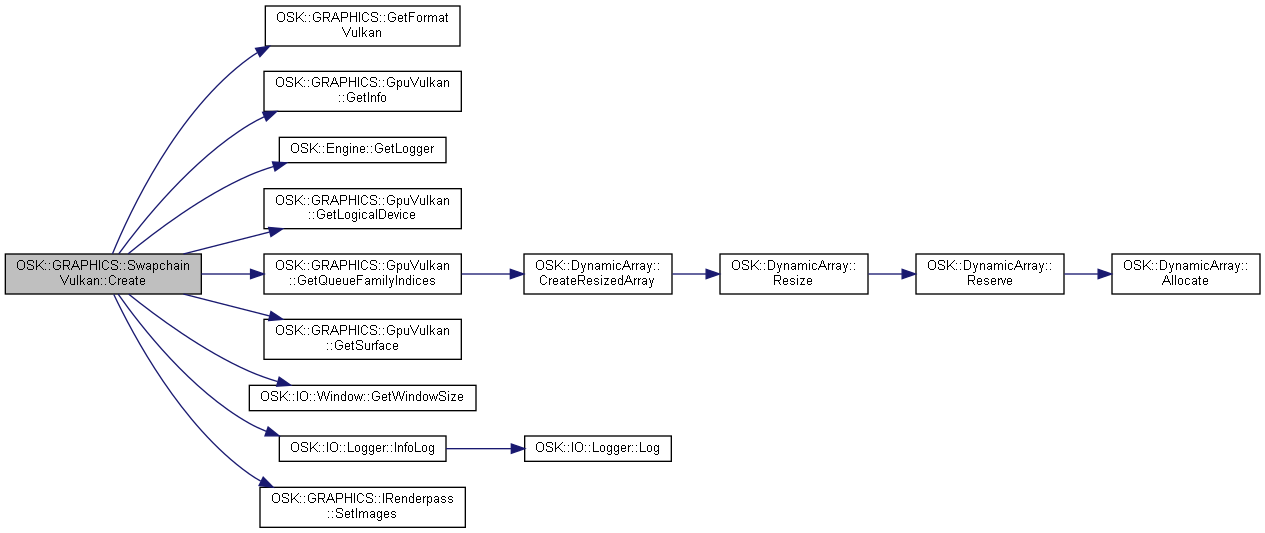 OSK::GRAPHICS::GetFormat
Vulkan
OSK::GRAPHICS::GpuVulkan
::GetInfo
OSK::Engine::GetLogger
OSK::GRAPHICS::GpuVulkan
::GetLogicalDevice
OSK::GRAPHICS::Swapchain
Vulkan::Create
OSK::GRAPHICS::GpuVulkan
::GetQueueFamilyIndices
OSK::DynamicArray::
CreateResizedArray
OSK::DynamicArray::
Resize
OSK::DynamicArray::
Reserve
OSK::DynamicArray::
Allocate
OSK::GRAPHICS::GpuVulkan
::GetSurface
OSK::IO::Window::GetWindowSize
OSK::IO::Logger::InfoLog
OSK::IO::Logger::Log
OSK::GRAPHICS::IRenderpass
::SetImages